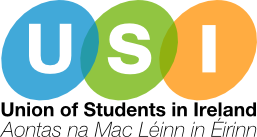 USI
Union of Students in Ireland
Aontas na Mac Léinn in Éirinn